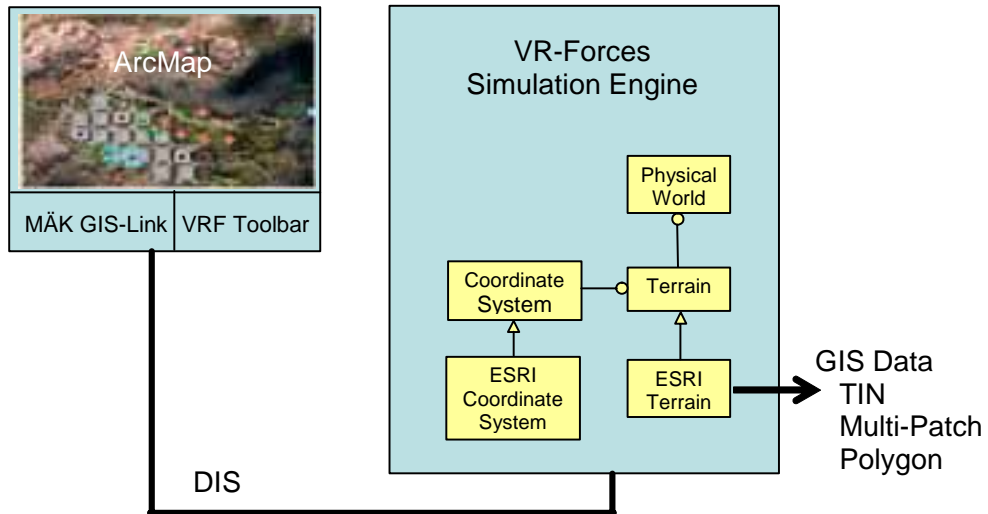 ArcMap
MÄK GIS-Link
VRF Toolbar
VR-Forces
Simulation Engine
Physical
World
Coordinate
System
Terrain
ESRI
Coordinate
System
ESRI
Terrain
GIS Data
TIN
Multi-Patch
Polygon
DIS